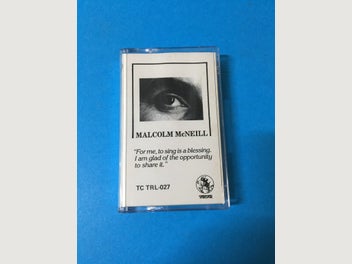 MALCOLM McNEILL
"For me, to sing is a blessing.
I am glad of the opportunity
to share it."
TC TRL-027